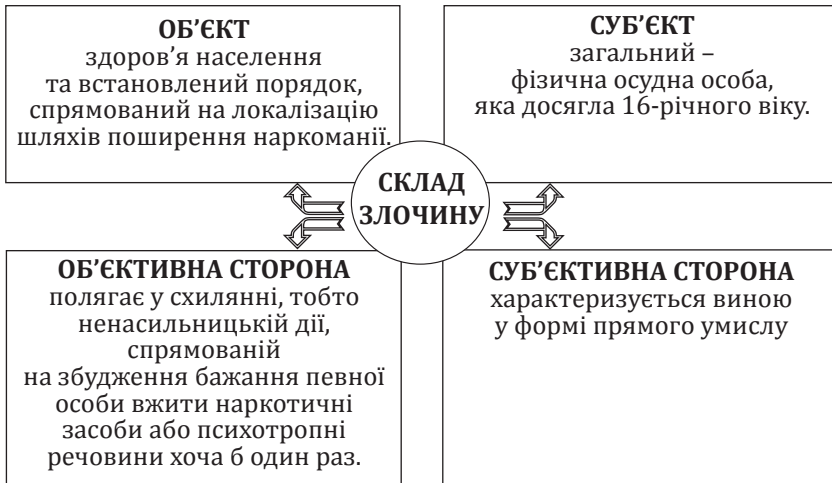 ОБ’ЄКТ
здоров’я населення
та встановлений порядок,
спрямований на локалізацію
шляхів поширення наркоманії.
СУБ’ЄКТ
загальний –
фізична осудна особа,
яка досягла 16-річного віку.
СКЛАД
ЗЛОЧИНУ
ОБ’ЄКТИВНА СТОРОНА
полягає у схилянні, тобто
ненасильницькій дії,
спрямованій
на збудження бажання певної
особи вжити наркотичні
засоби або психотропні
речовини хоча б один раз.
СУБ’ЄКТИВНА СТОРОНА
характеризується виною
у формі прямого умислу